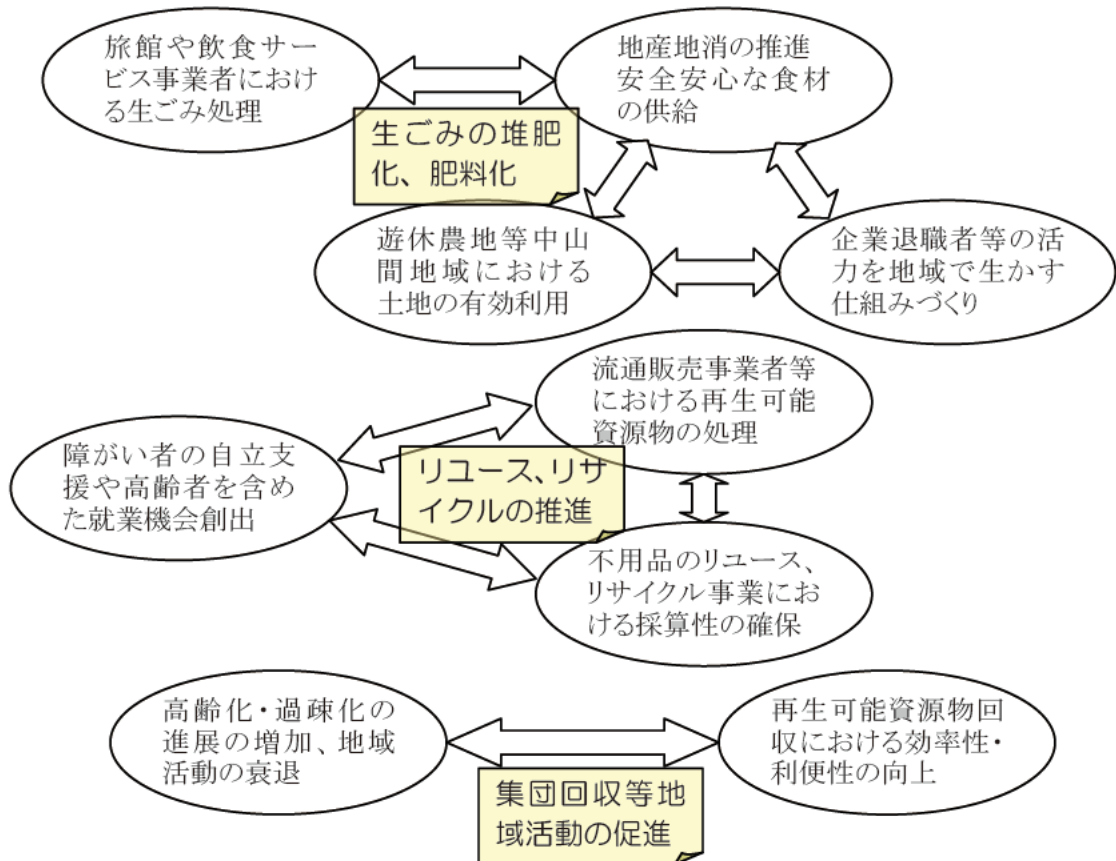 旅館や飲食サー
ビス事業者におけ
る生ごみ処理
地産地消の推進
安全安心な食材
の供給
生ごみの堆肥
化、肥料化
遊休農地等中山
間地域における
土地の有効利用
企業退職者等の活
力を地域で生かす
仕組みづくり
流通販売事業者等
における再生可能
資源物の処理
障がい者の自立支
援や高齢者を含め
た就業機会創出
リユース、リサ
イクルの推進
不用品のリユース、
リサイクル事業にお
ける採算性の確保
高齢化・過疎化の
進展の増加、地域
活動の衰退
再生可能資源物回
収における効率性・
利便性の向上
集団回収等地
域活動の促進